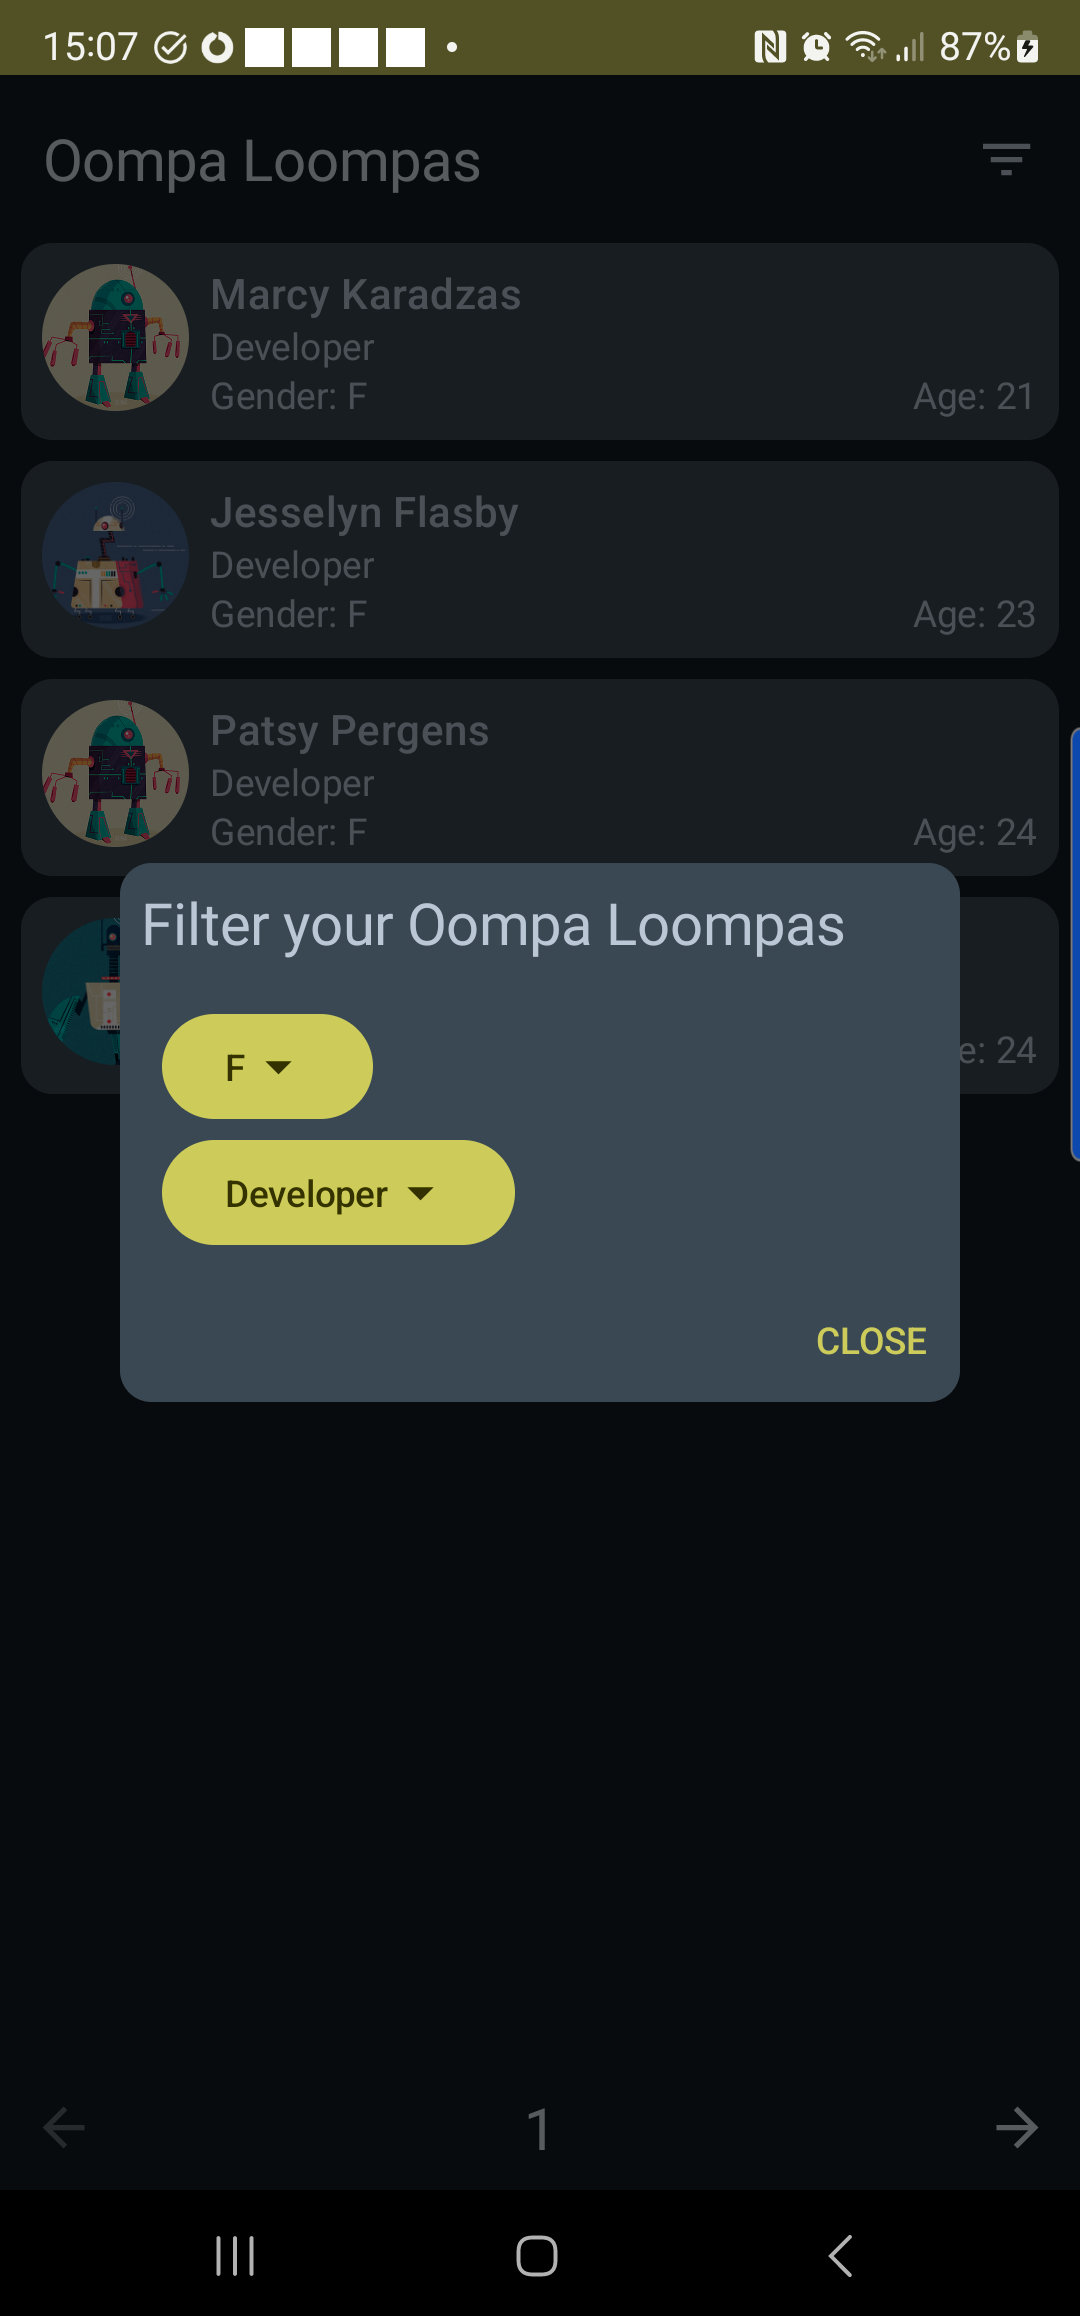 15:07 87%
Oompa Loompas
Marcy Karadzas
Developer
Gender: F Age: 21
Jesselyn Flasby
Developer
Gender: F Age: 23
Patsy Pergens
Developer
Gender: F Age: 24
e: 24
Filter your Oompa Loompas
F
Developer
CLOSE
1